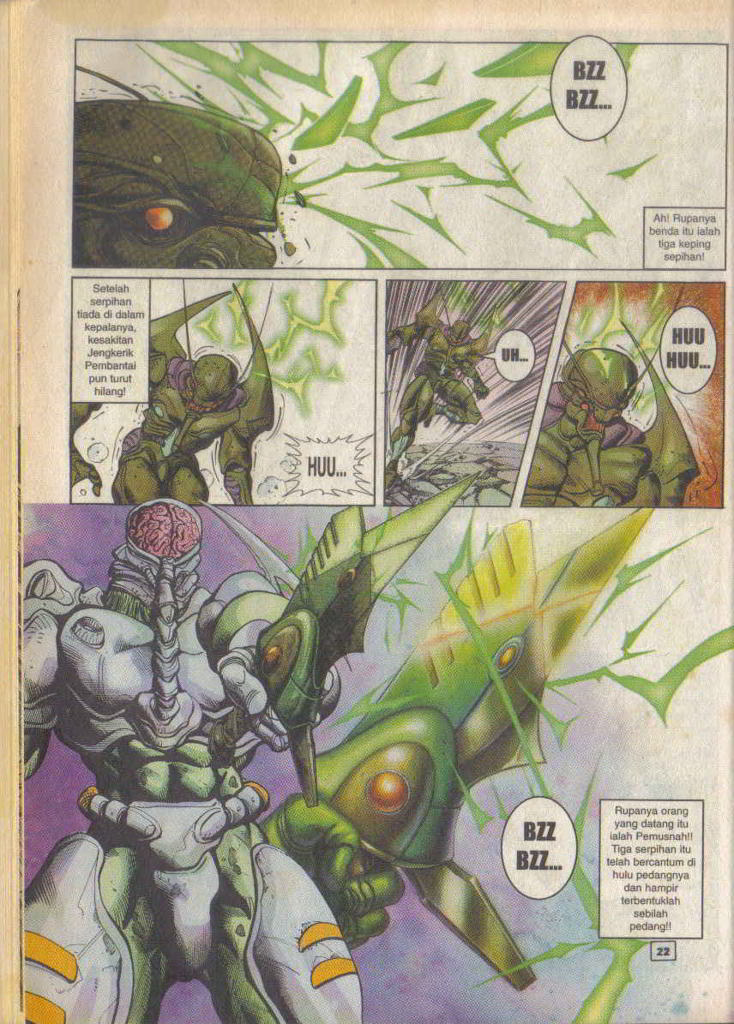 BZZ
BZZ...
Ah! Rupanya
benda itu ialah
tiga keping
sepihan!
Setelah
serpihan
tiada di dalam
kepalanya,
kesakitan
Jengkerik
Pembantai
pun turut
hilang!
HUU...
UH...
HUU
HUU...
BZZ
BZZ...
Rupanya orang
yang datang itu
ialah Pemusnah!!
Tiga serpihan itu
telah bercantum di
hulu pedangnya
dan hampir
terbentuklah
sebilah
pedang!!
22